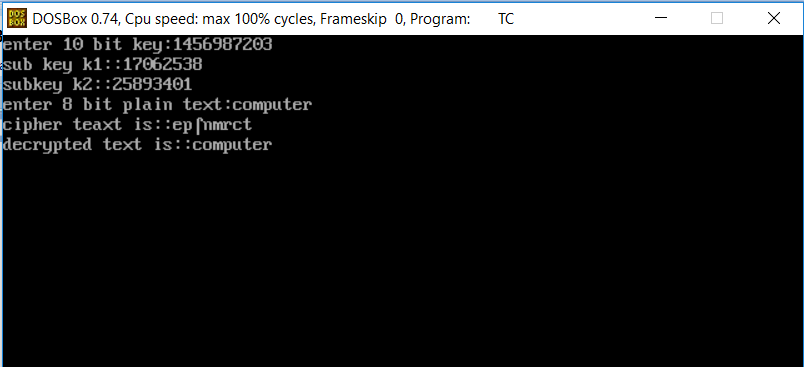 DOSBox 0.74, Cpu speed: max 100% cycles, Frameskip 0, Program: TC
enter 10 bit key:1456987203
sub key k1::17062538
subkey k2::25893401
enter 8 bit plain text:computer
cipher teaxt is::ep⌠nmrct
decrypted text is::computer